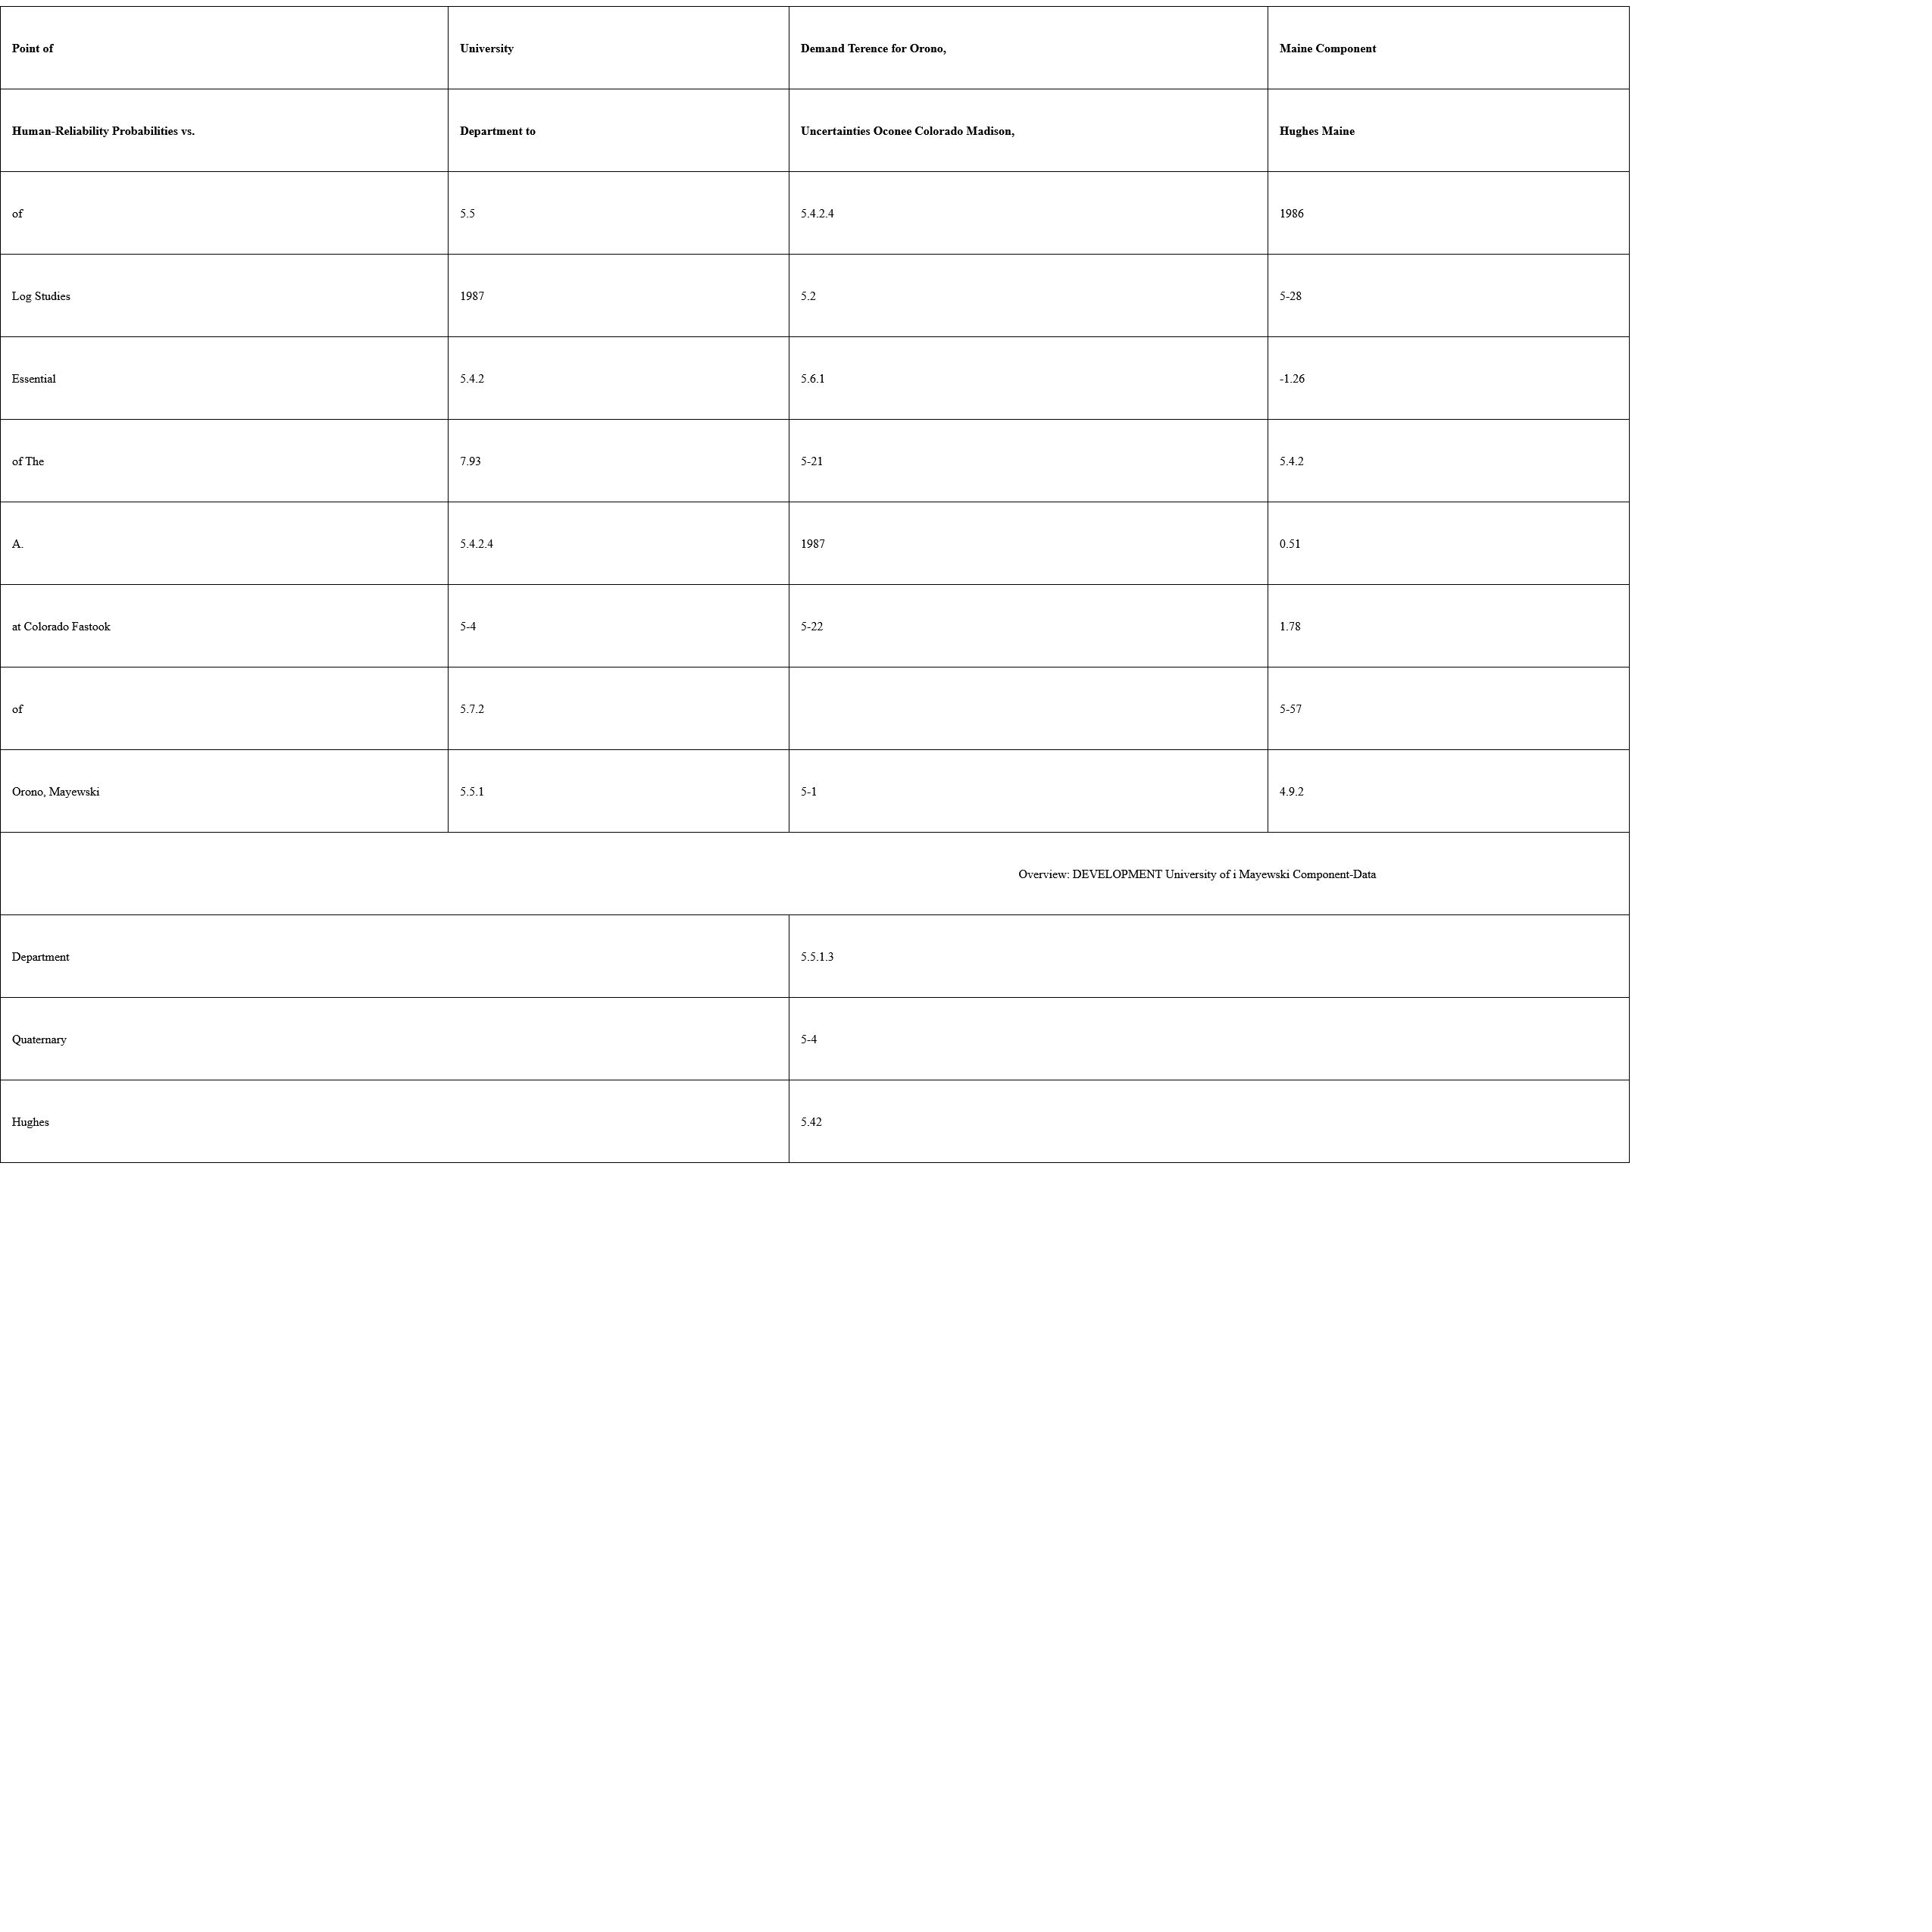 Point of University Demand Terence for Orono, Maine Component
Human-Reliability Probabilities vs. Department to Uncertainties Oconee Colorado Madison, Hughes Maine
of 5.5 5.4.2.4 1986
Log Studies 1987 5.2 5-28
Essential 5.4.2 5.6.1 -1.26
of The 7.93 5-21 5.4.2
A. 5.4.2.4 1987 0.51
at Colorado Fastook 5-4 5-22 1.78
of 5.7.2 5-57
Orono, Mayewski 5.5.1 5-1 4.9.2
Overview: DEVELOPMENT University of i Mayewski Component-Data
Department 5.5.1.3
Quaternary 5-4
Hughes 5.42